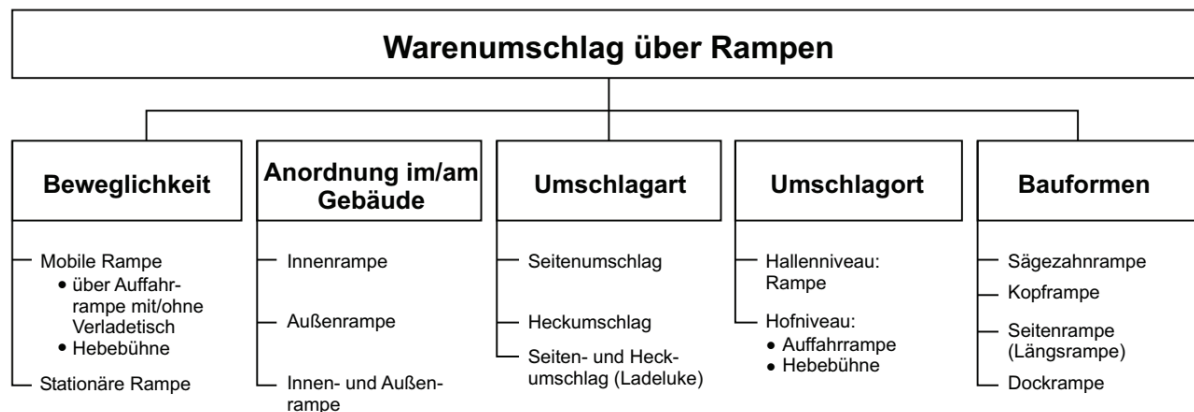 Warenumschlag über Rampen
Beweglichkeit
Mobile Rampe
• über Auffahr-
rampe mit/ohne
Verladetisch
• Hebebühne
Stationäre Rampe
Anordnung im/am
Gebäude
Innenrampe
Außenrampe
Innen- und Außen-
rampe
Umschlagart
Seitenumschlag
Heckumschlag
Seiten- und Heck-
umschlag (Ladeluke)
Umschlagort
Hallenniveau:
Rampe
Hofniveau:
• Auffahrrampe
• Hebebühne
Bauformen
Sägezahnrampe
Kopframpe
Seitenrampe
(Längsrampe)
Dockrampe